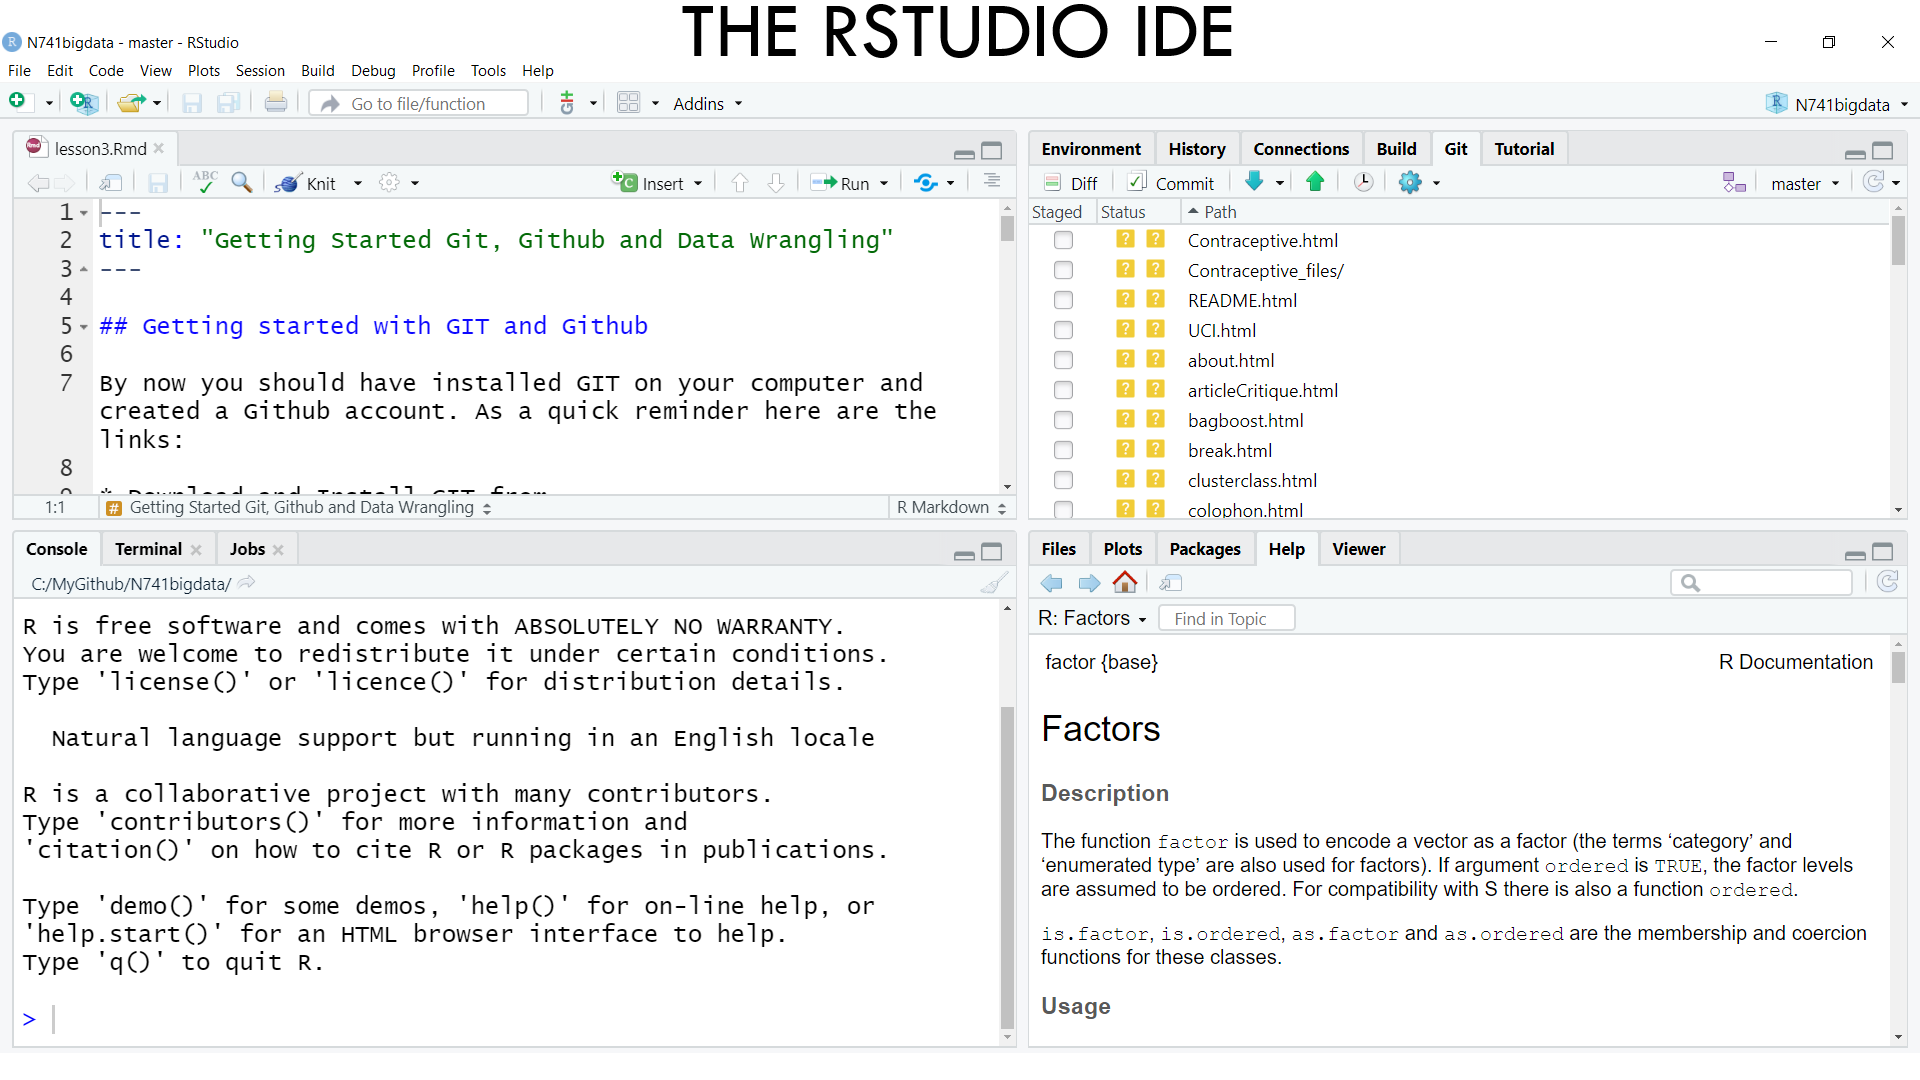 THE RSTUDIO IDE
N741bigdata - master - RStudio
File Edit Code View Plots Session Build Debug Profile Tools Help
Go to file/function
Addins
N741bigdata
lesson3.Rmd
ABC
Knit
Insert
Run
1 ---
2 title: "Getting Started Git, Github and Data Wrangling"
3 ---
4
5 ## Getting started with GIT and Github
6
7 By now you should have installed GIT on your computer and
created a Github account. As a quick reminder here are the
links:
8
9 * Download and Install GIT from
1:1 # Getting Started Git, Github and Data Wrangling R Markdown
Environment History Connections Build Git Tutorial
Diff Commit master
Staged Status Path
? ? Contraceptive.html
? ? Contraceptive_files/
? ? README.html
? ? UCI.html
? ? about.html
? ? articleCritique.html
? ? bagboost.html
? ? break.html
? ? clusterclass.html
? ? colophon.html
Console Terminal Jobs
C:/MyGithub/N741bigdata/
R is free software and comes with ABSOLUTELY NO WARRANTY.
You are welcome to redistribute it under certain conditions.
Type 'license()' or 'licence()' for distribution details.
Natural language support but running in an English locale
R is a collaborative project with many contributors.
Type 'contributors()' for more information and
'citation()' on how to cite R or R packages in publications.
Type 'demo()' for some demos, 'help()' for on-line help, or
'help.start()' for an HTML browser interface to help.
Type 'q()' to quit R.
>
Files Plots Packages Help Viewer
R: Factors Find in Topic
factor {base} R Documentation
Factors
Description
The function factor is used to encode a vector as a factor (the terms ‘category’ and
‘enumerated type’ are also used for factors). If argument ordered is TRUE, the factor levels
are assumed to be ordered. For compatibility with S there is also a function ordered.
is.factor, is.ordered, as.factor and as.ordered are the membership and coercion
functions for these classes.
Usage